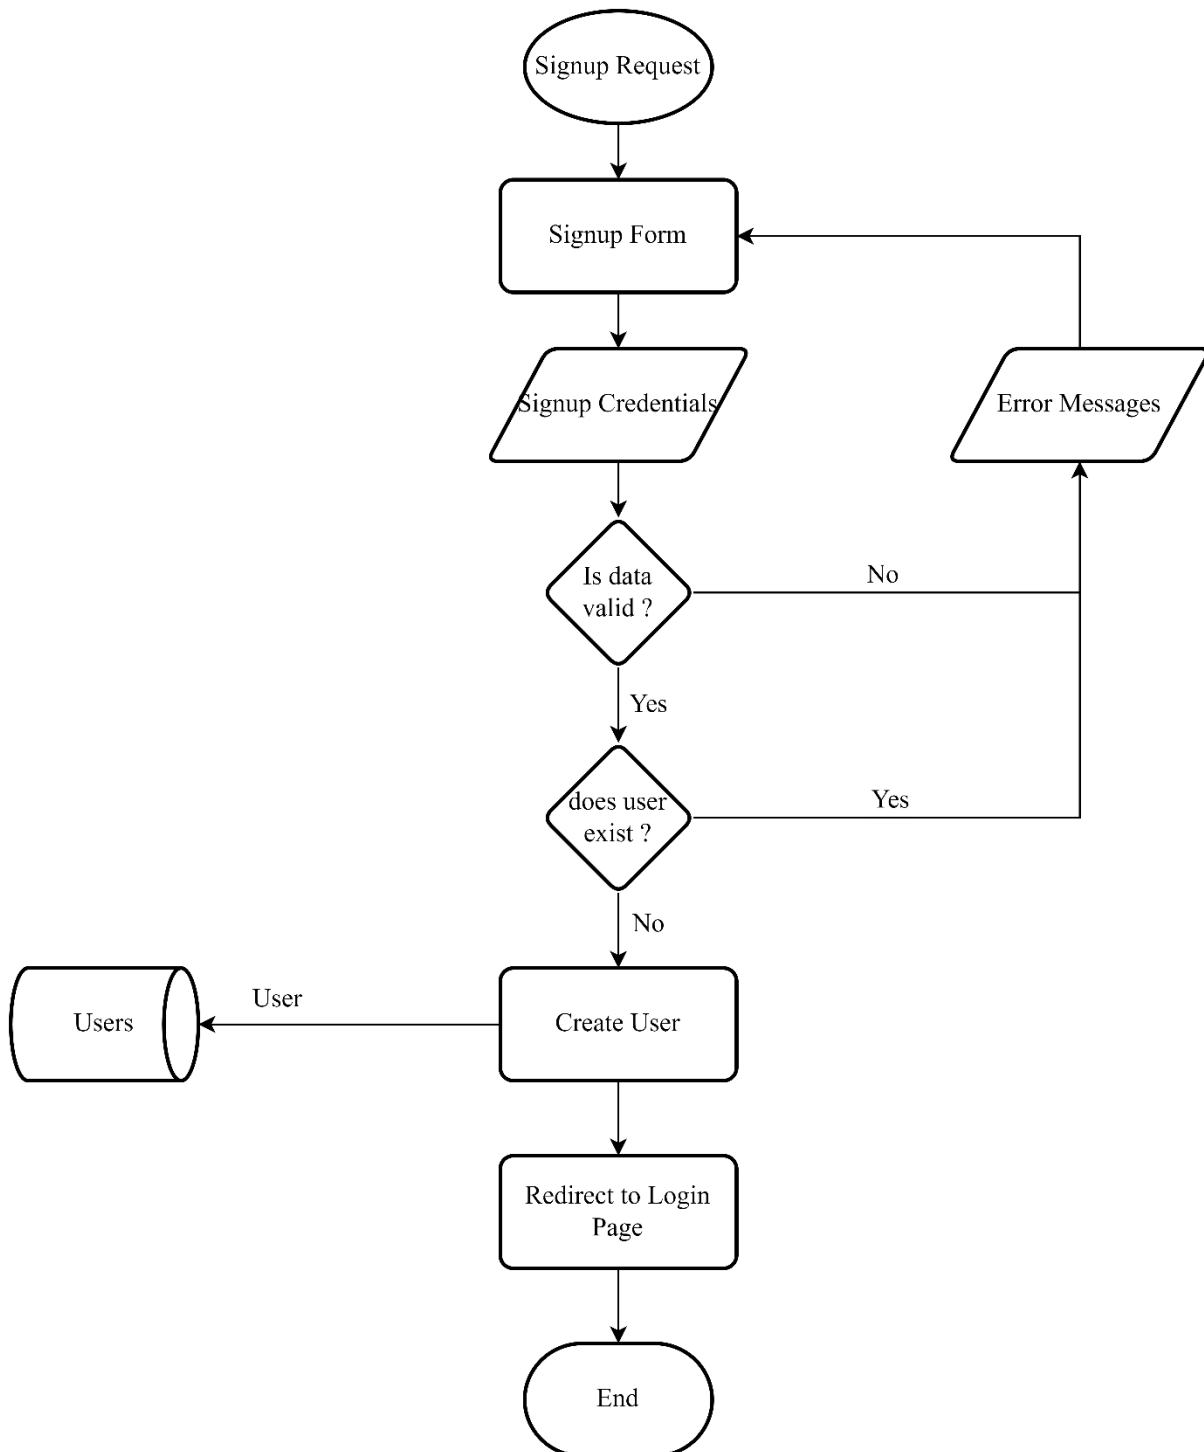 Signup Request
Signup Form
Signup Credentials
Error Messages
Is data
valid ?
No
Yes
does user
exist ?
Yes
No
User
Users
Create User
Redirect to Login
Page
End